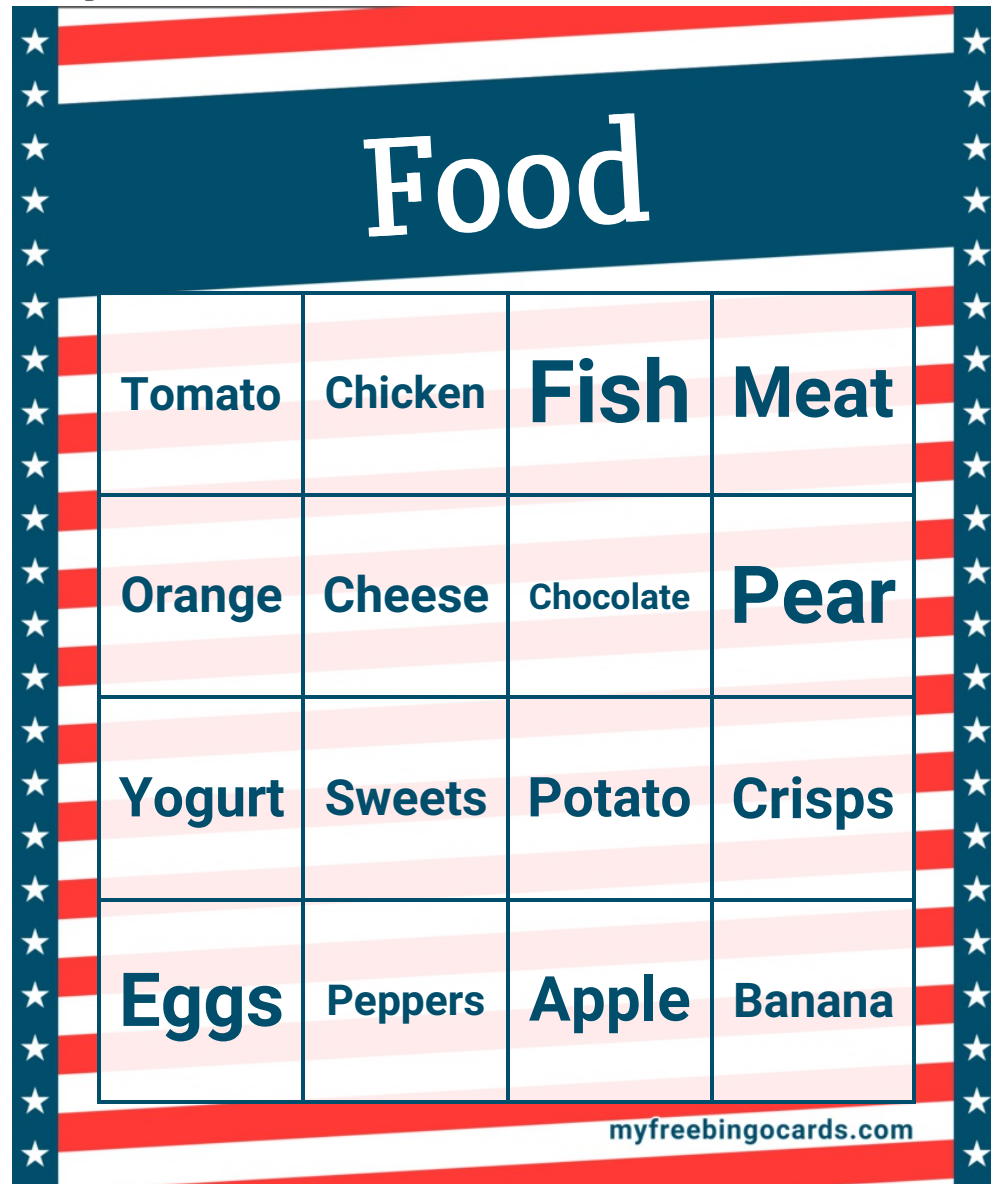 Food
Tomato Chicken Fish Meat
Orange Cheese Chocolate Pear
Yogurt Sweets Potato Crisps
Eggs Peppers Apple Banana
myfreebingocards.com